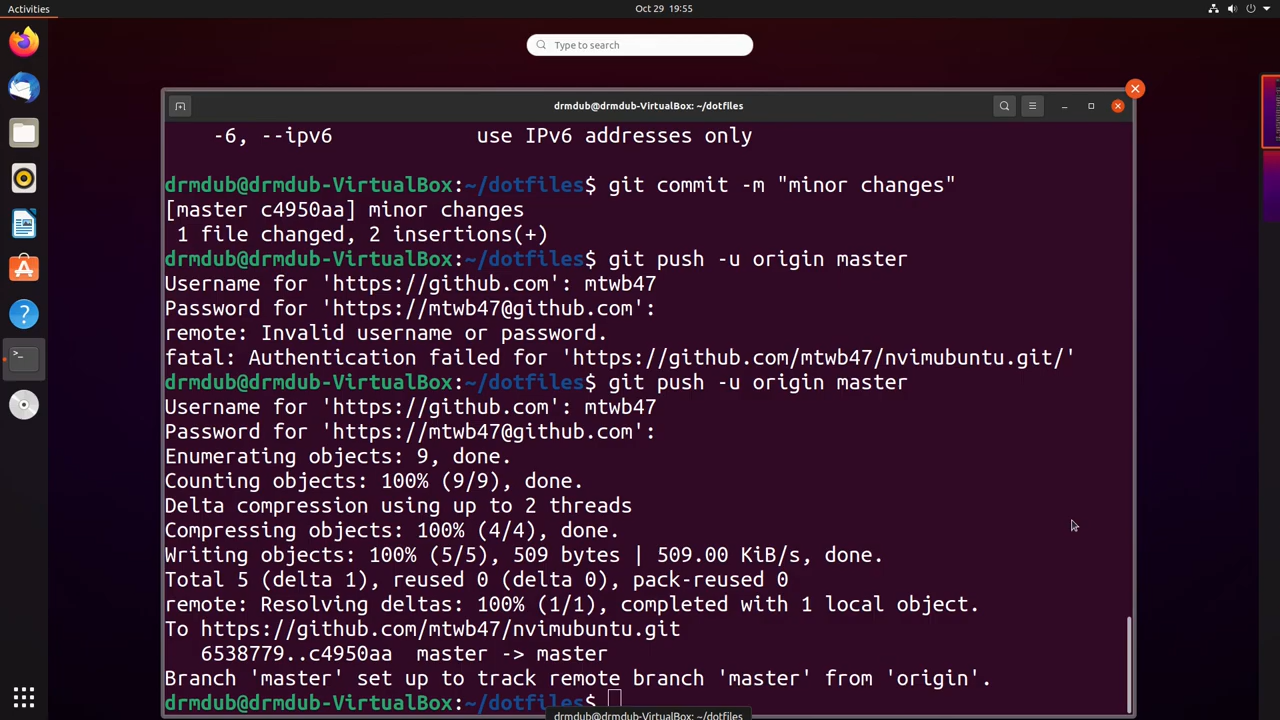 Activities
Oct 29 19:55
Type to search
drmdub@drmdub-VirtualBox: ~/dotfiles
-6, --ipv6 use IPv6 addresses only
drmdub@drmdub-VirtualBox:~/dotfiles$ git commit -m "minor changes"
[master c4950aa] minor changes
1 file changed, 2 insertions(+)
drmdub@drmdub-VirtualBox:~/dotfiles$ git push -u origin master
Username for 'https://github.com': mtwb47
Password for 'https://mtwb47@github.com':
remote: Invalid username or password.
fatal: Authentication failed for 'https://github.com/mtwb47/nvimubuntu.git/'
drmdub@drmdub-VirtualBox:~/dotfiles$ git push -u origin master
Username for 'https://github.com': mtwb47
Password for 'https://mtwb47@github.com':
Enumerating objects: 9, done.
Counting objects: 100% (9/9), done.
Delta compression using up to 2 threads
Compressing objects: 100% (4/4), done.
Writing objects: 100% (5/5), 509 bytes | 509.00 KiB/s, done.
Total 5 (delta 1), reused 0 (delta 0), pack-reused 0
remote: Resolving deltas: 100% (1/1), completed with 1 local object.
To https://github.com/mtwb47/nvimubuntu.git
6538779..c4950aa master -> master
Branch 'master' set up to track remote branch 'master' from 'origin'.
drmdub@drmdub-VirtualBox:~/dotfiles$
drmdub@drmdub-VirtualBox: ~/dotfiles